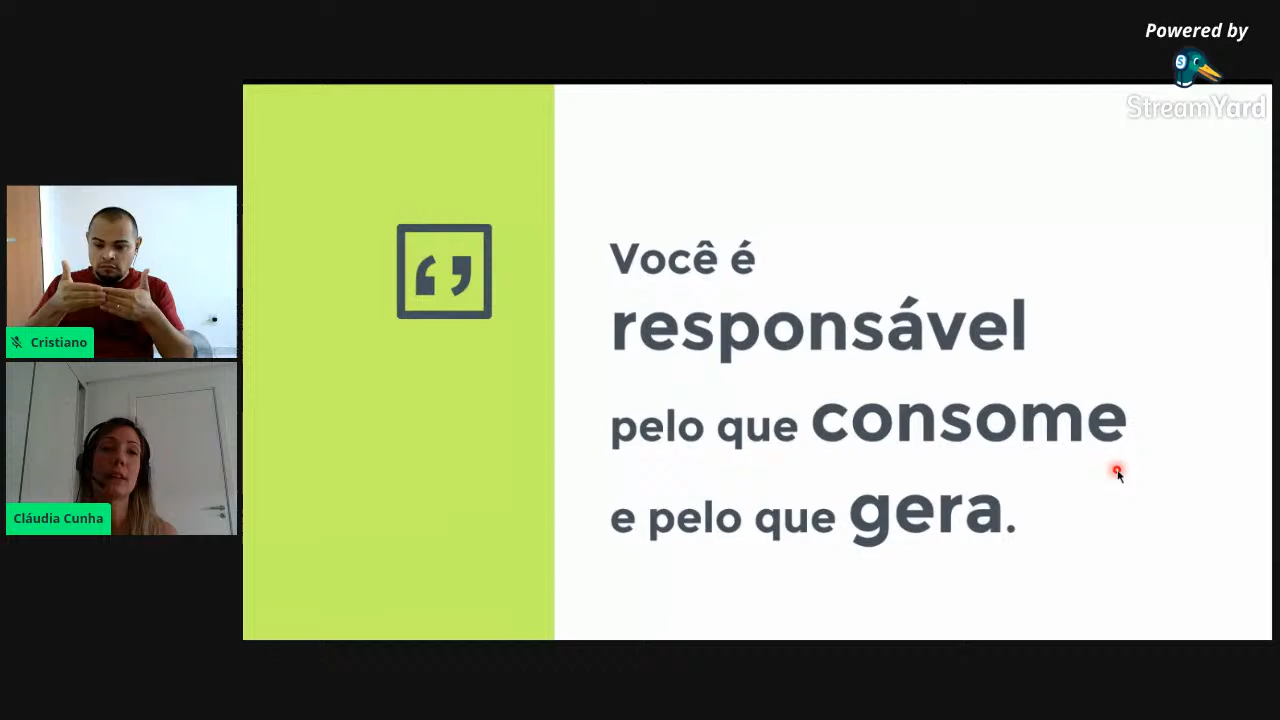 Powered by
StreamYard
Você é
responsável
pelo que consome
e pelo que gera.
Cristiano
Cláudia Cunha